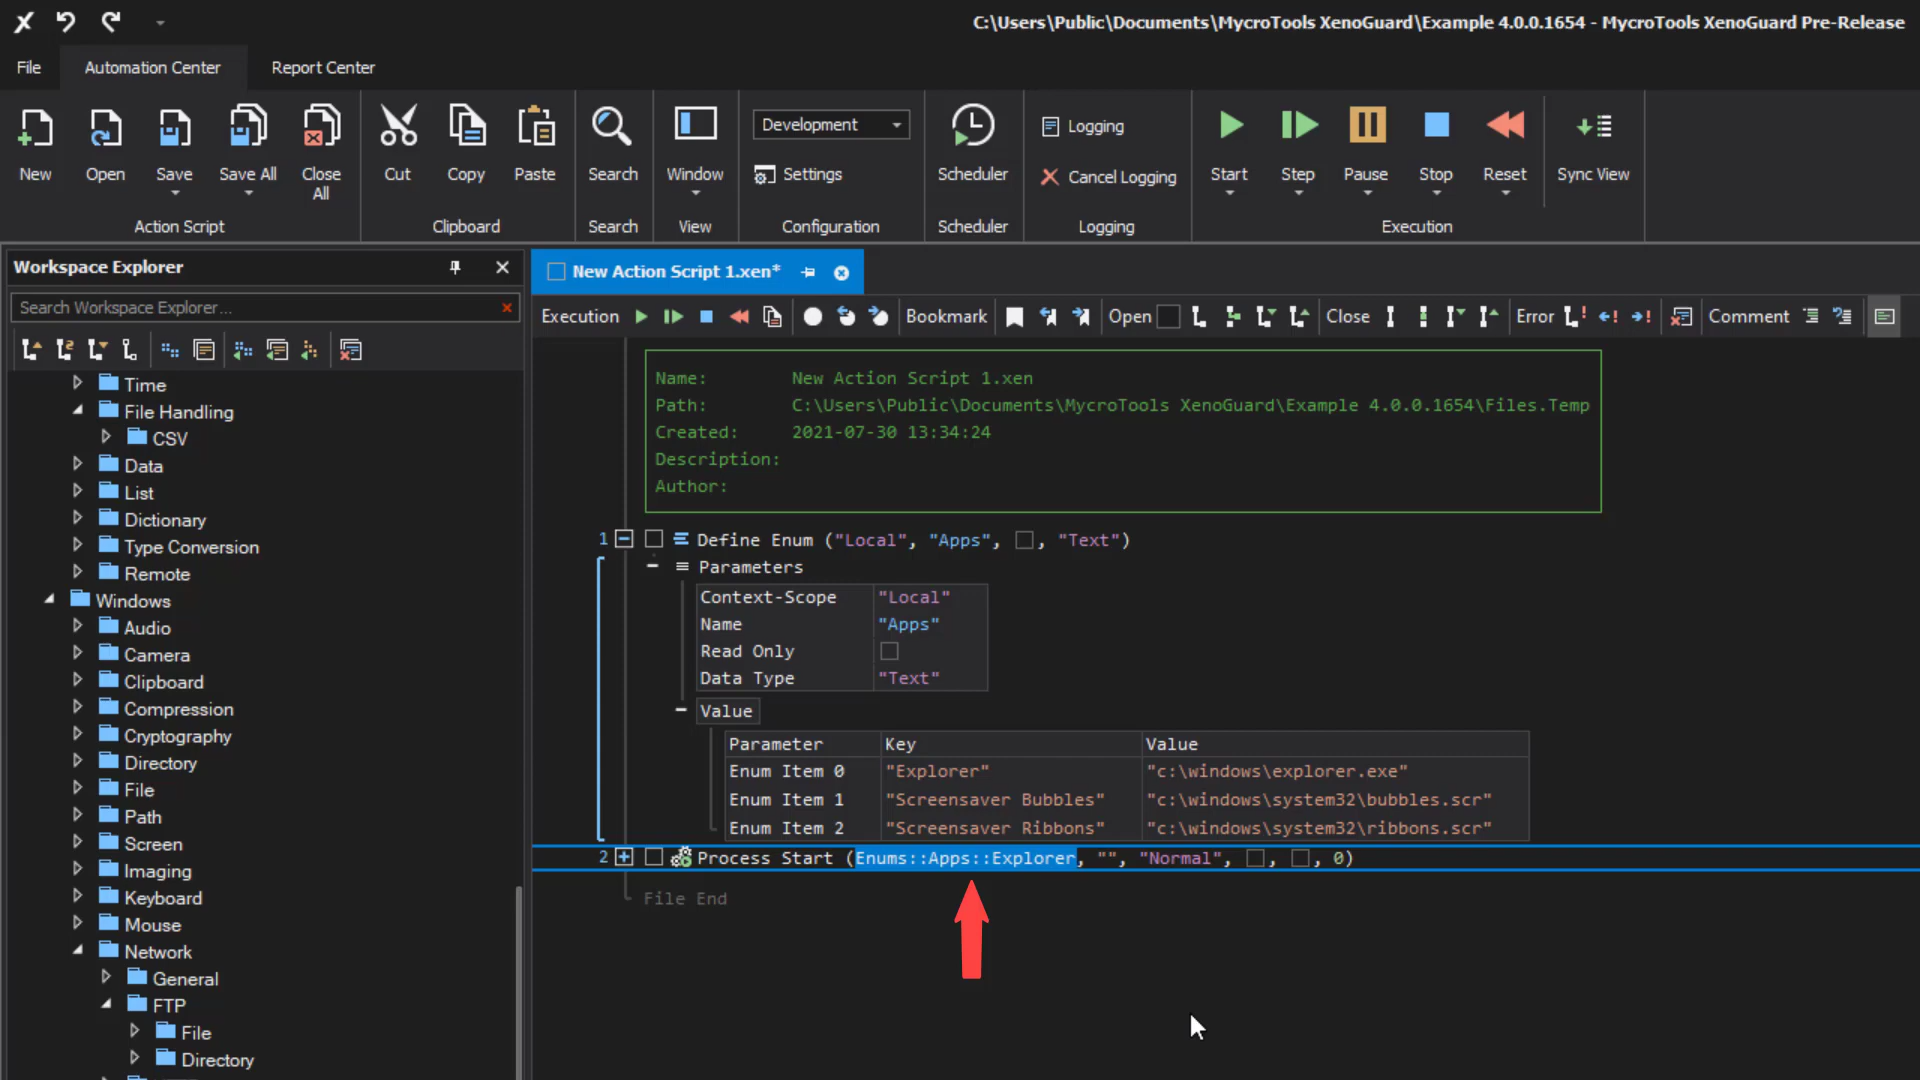 C:\Users\Public\Documents\MycroTools XenoGuard\Example 4.0.0.1654 - MycroTools XenoGuard Pre-Release
File Automation Center Report Center
New Open Save Save All Close All Cut Copy Paste Search Window Development Settings Scheduler Logging Cancel Logging Start Step Pause Stop Reset Sync View
Action Script Clipboard Search View Configuration Scheduler Logging Execution
Workspace Explorer
Search Workspace Explorer...
Time
File Handling
CSV
Data
List
Dictionary
Type Conversion
Remote
Windows
Audio
Camera
Clipboard
Compression
Cryptography
Directory
File
Path
Screen
Imaging
Keyboard
Mouse
Network
General
FTP
File
Directory
New Action Script 1.xen*
Execution Bookmark Open Close Error Comment
Name: New Action Script 1.xen
Path: C:\Users\Public\Documents\MycroTools XenoGuard\Example 4.0.0.1654\Files.Temp
Created: 2021-07-30 13:34:24
Description:
Author:
1 Define Enum ("Local", "Apps", , "Text")
Parameters
Context-Scope "Local"
Name "Apps"
Read Only
Data Type "Text"
Value
Parameter Key Value
Enum Item 0 "Explorer" "c:\windows\explorer.exe"
Enum Item 1 "Screensaver Bubbles" "c:\windows\system32\bubbles.scr"
Enum Item 2 "Screensaver Ribbons" "c:\windows\system32\ribbons.scr"
2 Process Start (Enums::Apps::Explorer, "", "Normal", , , 0)
File End